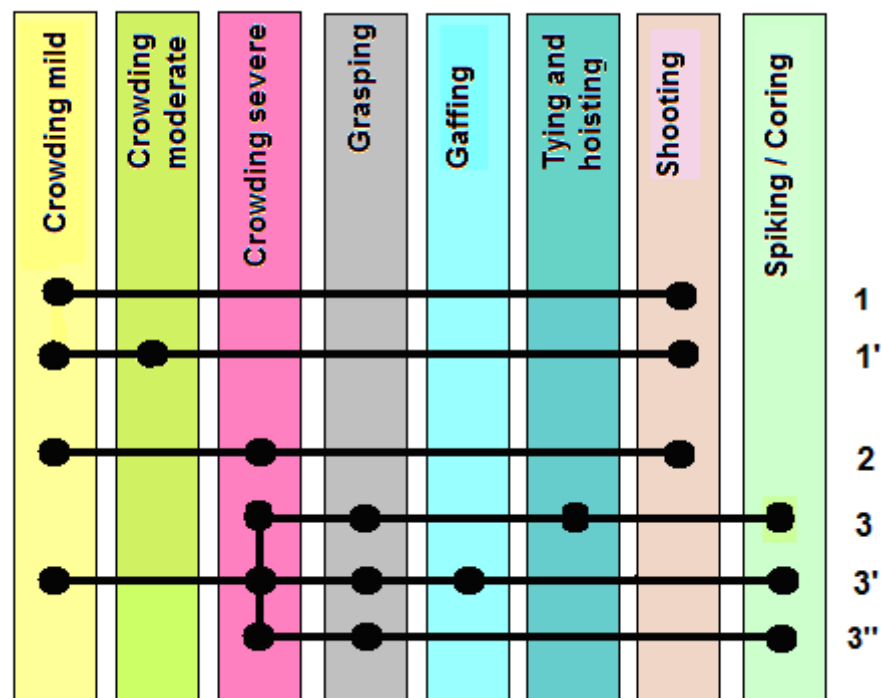 Crowding mild
Crowding
moderate
Crowding severe
Grasping
Gaffing
Tying and
hoisting
Shooting
Spiking / Coring
1
1'
2
3
3'
3"